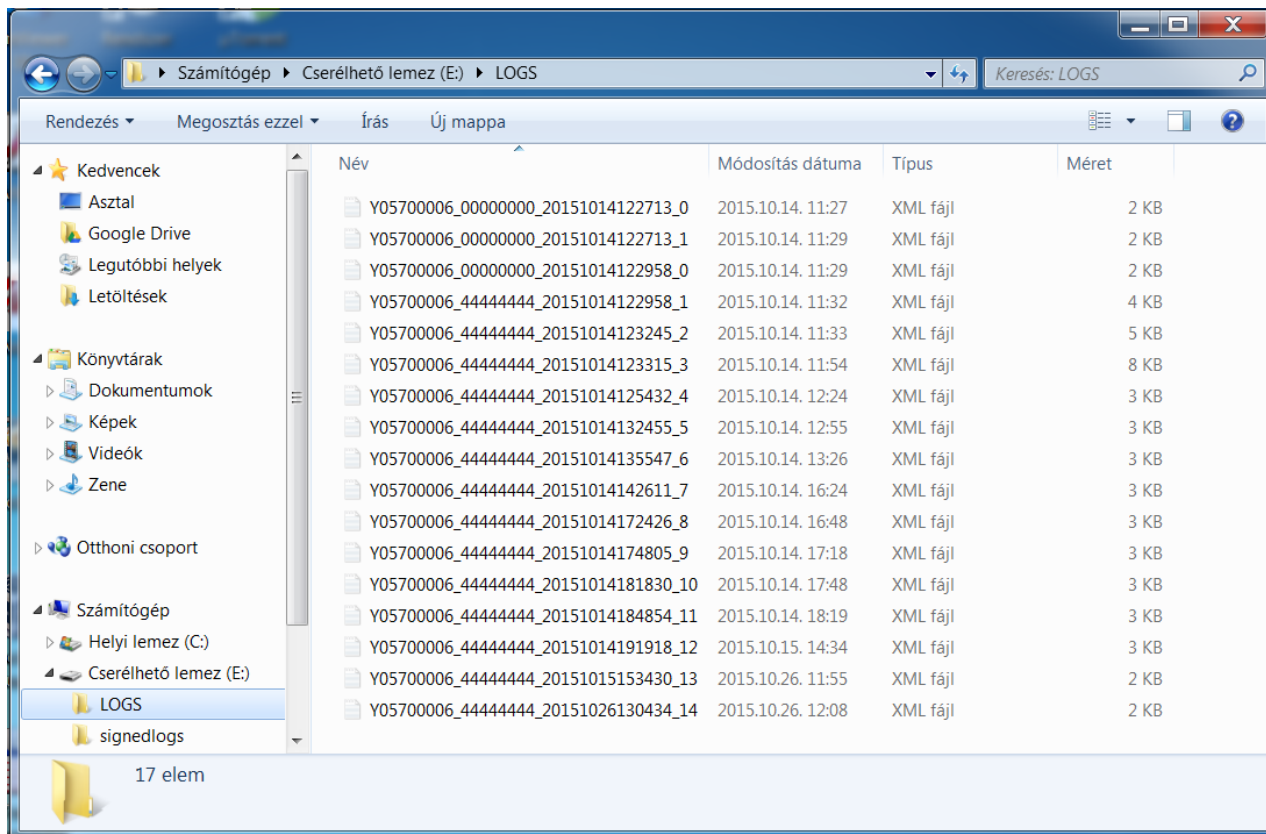 Számítógép ▸ Cserélhető lemez (E:) ▸ LOGS
Keresés: LOGS
Rendezés Megosztás ezzel Írás Új mappa
Kedvencek
Asztal
Google Drive
Legutóbbi helyek
Letöltések
Könyvtárak
Dokumentumok
Képek
Videók
Zene
Otthoni csoport
Számítógép
Helyi lemez (C:)
Cserélhető lemez (E:)
LOGS
signedlogs
Név Módosítás dátuma Típus Méret
Y05700006_00000000_20151014122713_0 2015.10.14. 11:27 XML fájl 2 KB
Y05700006_00000000_20151014122713_1 2015.10.14. 11:29 XML fájl 2 KB
Y05700006_00000000_20151014122958_0 2015.10.14. 11:29 XML fájl 2 KB
Y05700006_44444444_20151014122958_1 2015.10.14. 11:32 XML fájl 4 KB
Y05700006_44444444_20151014123245_2 2015.10.14. 11:33 XML fájl 5 KB
Y05700006_44444444_20151014123315_3 2015.10.14. 11:54 XML fájl 8 KB
Y05700006_44444444_20151014125432_4 2015.10.14. 12:24 XML fájl 3 KB
Y05700006_44444444_20151014132455_5 2015.10.14. 12:55 XML fájl 3 KB
Y05700006_44444444_20151014135547_6 2015.10.14. 13:26 XML fájl 3 KB
Y05700006_44444444_20151014142611_7 2015.10.14. 16:24 XML fájl 3 KB
Y05700006_44444444_20151014172426_8 2015.10.14. 16:48 XML fájl 3 KB
Y05700006_44444444_20151014174805_9 2015.10.14. 17:18 XML fájl 3 KB
Y05700006_44444444_20151014181830_10 2015.10.14. 17:48 XML fájl 3 KB
Y05700006_44444444_20151014184854_11 2015.10.14. 18:19 XML fájl 3 KB
Y05700006_44444444_20151014191918_12 2015.10.15. 14:34 XML fájl 3 KB
Y05700006_44444444_20151015153430_13 2015.10.26. 11:55 XML fájl 2 KB
Y05700006_44444444_20151026130434_14 2015.10.26. 12:08 XML fájl 2 KB
17 elem